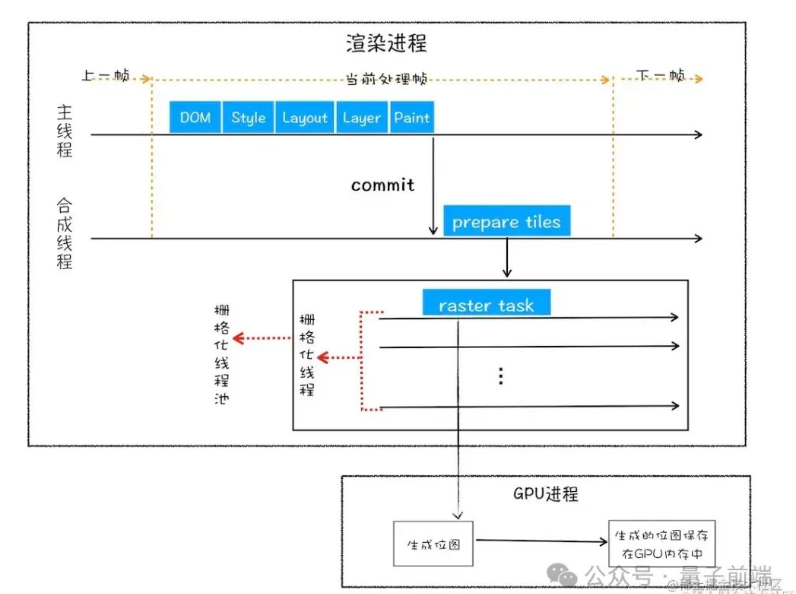 渲染进程
上一帧
当前处理帧
下一帧
主线程
DOM
Style
Layout
Layer
Paint
commit
合成线程
prepare tiles
raster task
栅格化线程池
栅格化线程
⋮
GPU进程
生成位图
生成的位图保存
在GPU内存中
公众号 · 量子前端